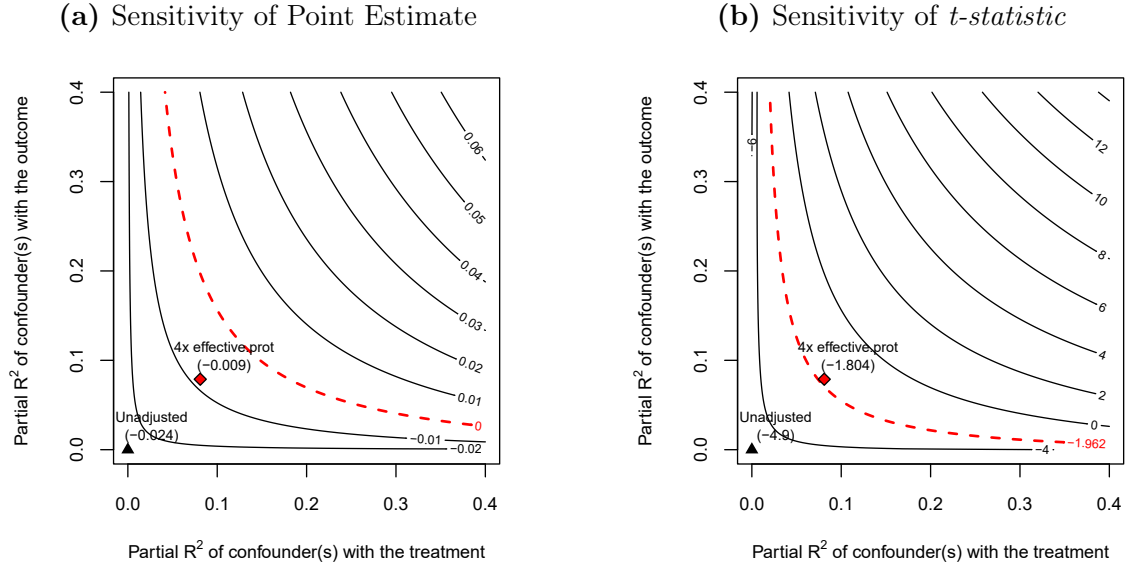 (a) Sensitivity of Point Estimate
Partial R² of confounder(s) with the outcome
0.4
0.3
0.2
0.1
0.0
0.06
0.05
0.04
0.03
0.02
0.01
0
−0.01
−0.02
4x effective.prot
(−0.009)
Unadjusted
(−0.024)
0.0 0.1 0.2 0.3 0.4
Partial R² of confounder(s) with the treatment
(b) Sensitivity of t-statistic
Partial R² of confounder(s) with the outcome
0.4
0.3
0.2
0.1
0.0
−6
12
10
8
6
4
2
0
−1.962
−4
4x effective.prot
(−1.804)
Unadjusted
(−4.9)
0.0 0.1 0.2 0.3 0.4
Partial R² of confounder(s) with the treatment